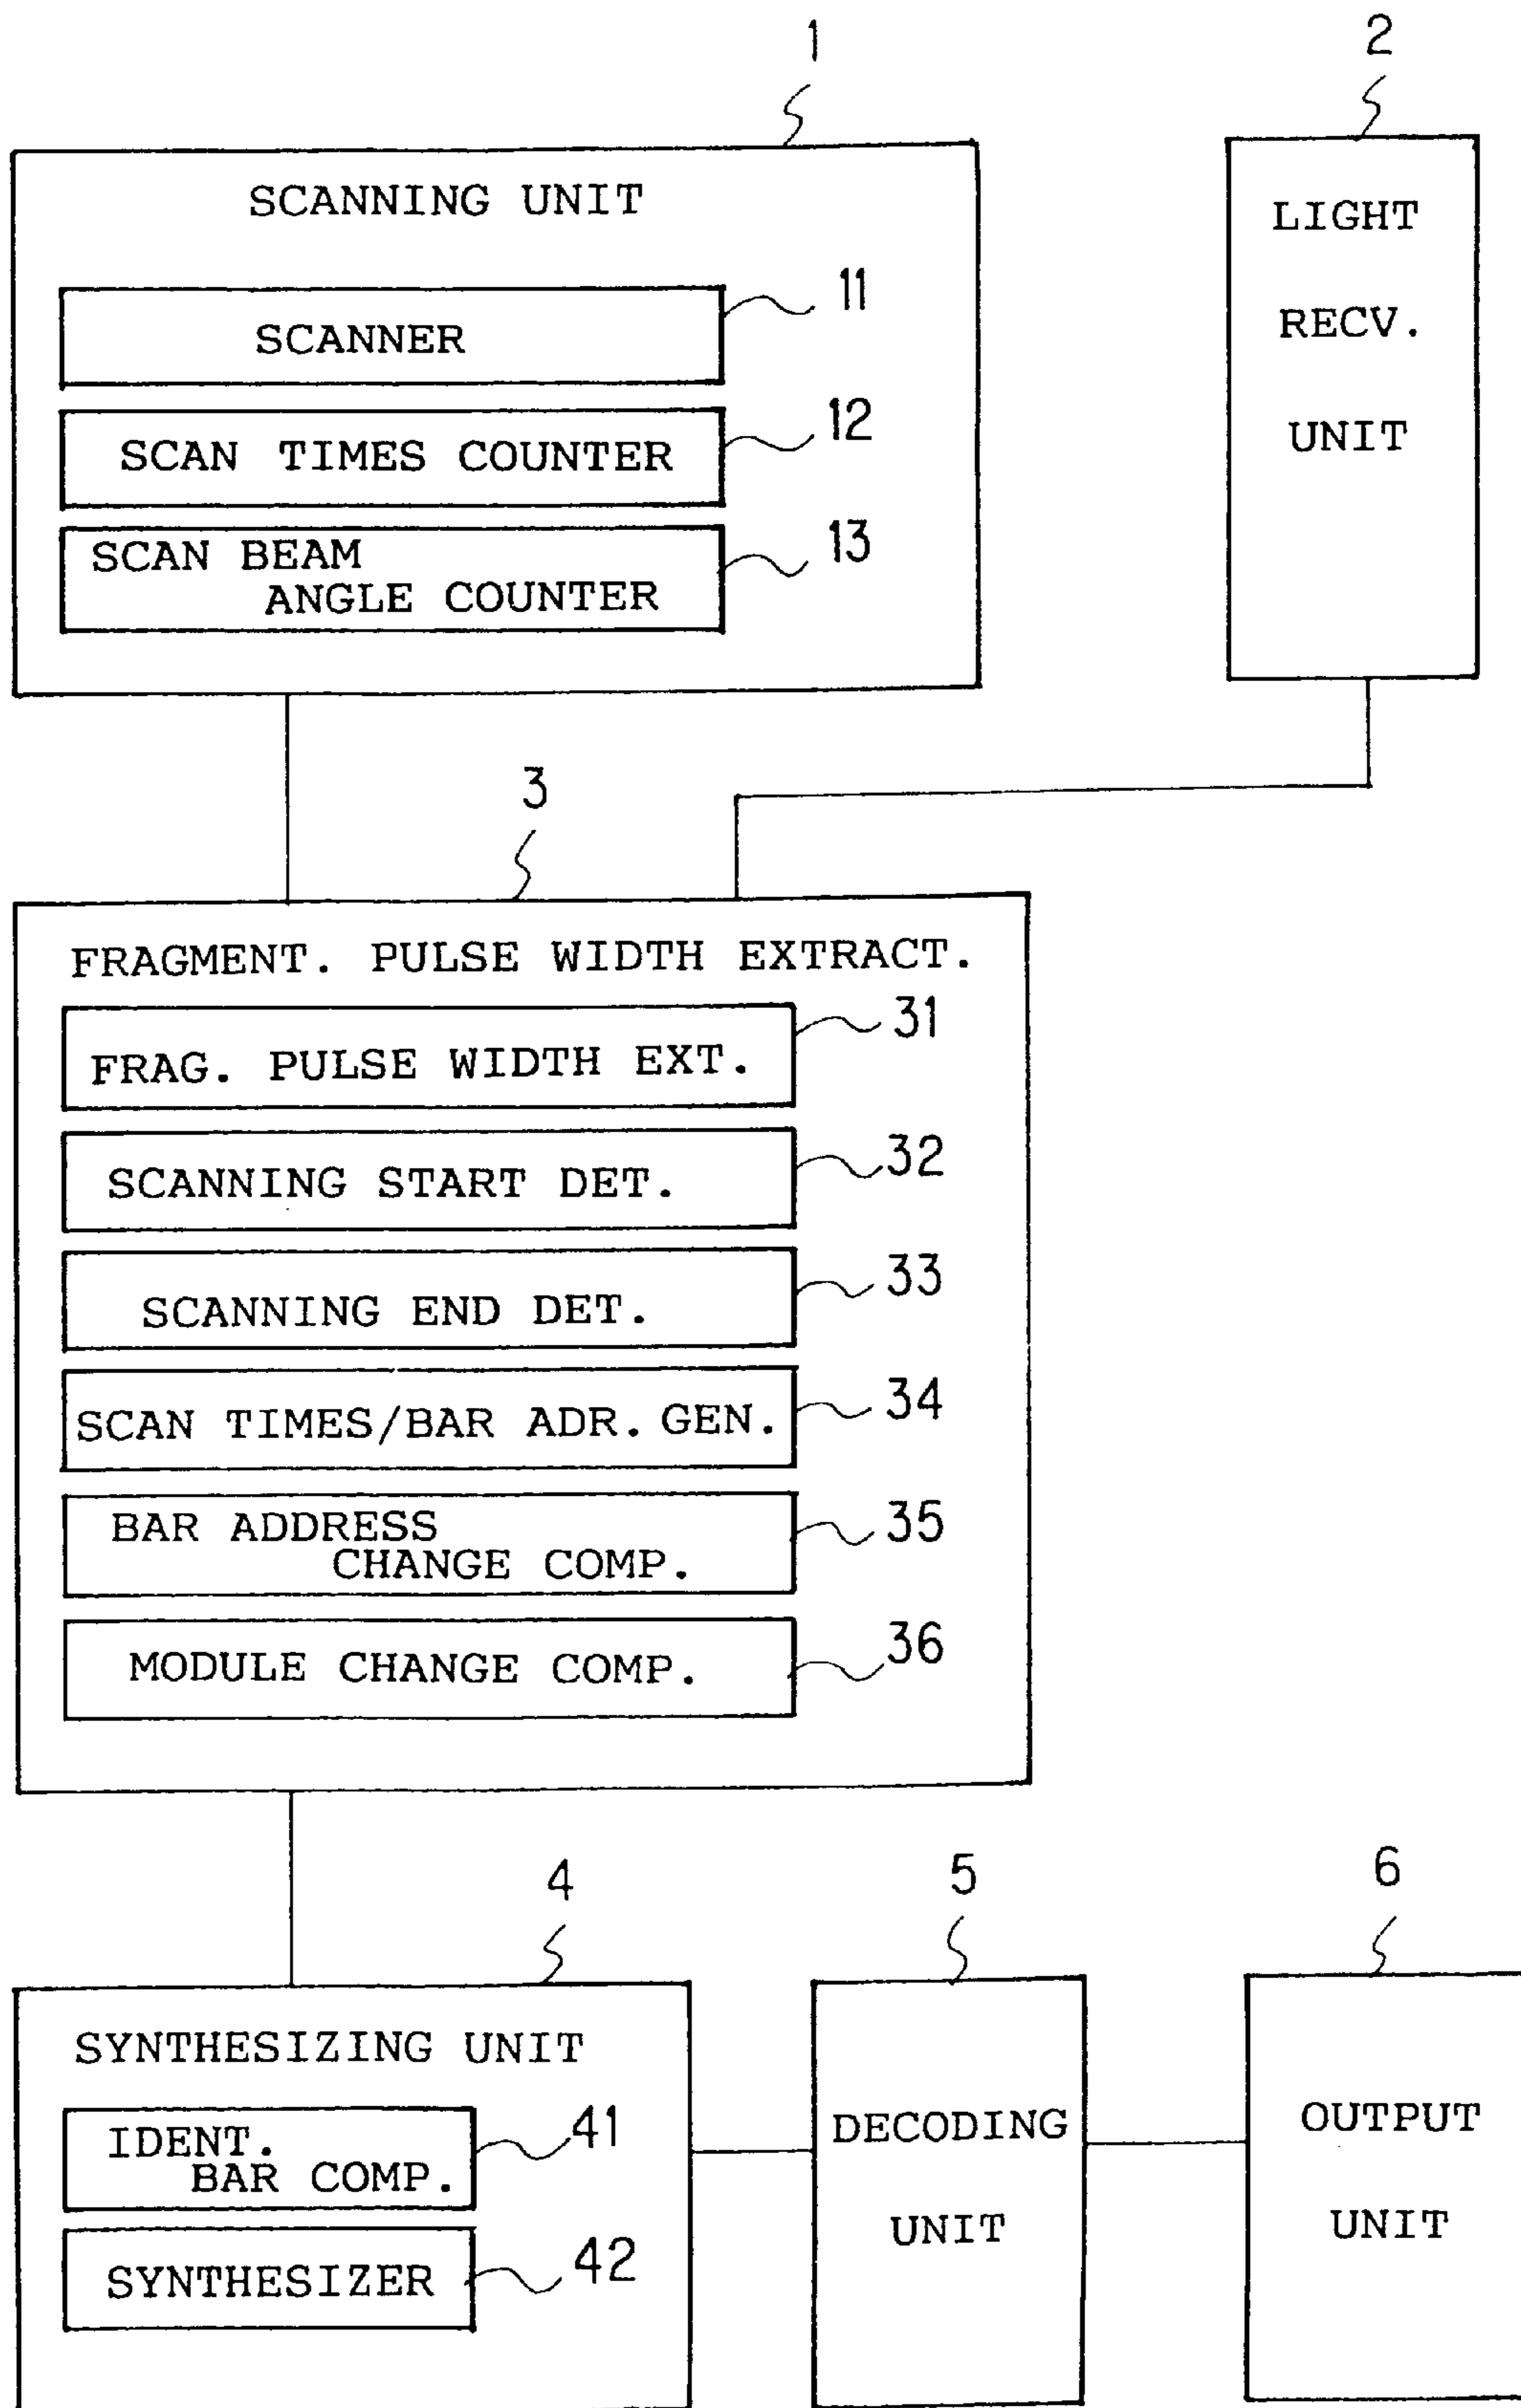 1
2
SCANNING UNIT
11
SCANNER
12
SCAN TIMES COUNTER
13
SCAN BEAM
ANGLE COUNTER
LIGHT
RECV.
UNIT
3
FRAGMENT. PULSE WIDTH EXTRACT.
31
FRAG. PULSE WIDTH EXT.
32
SCANNING START DET.
33
SCANNING END DET.
34
SCAN TIMES/BAR ADR. GEN.
35
BAR ADDRESS
CHANGE COMP.
36
MODULE CHANGE COMP.
4
5
6
SYNTHESIZING UNIT
41
IDENT.
BAR COMP.
42
SYNTHESIZER
DECODING
UNIT
OUTPUT
UNIT